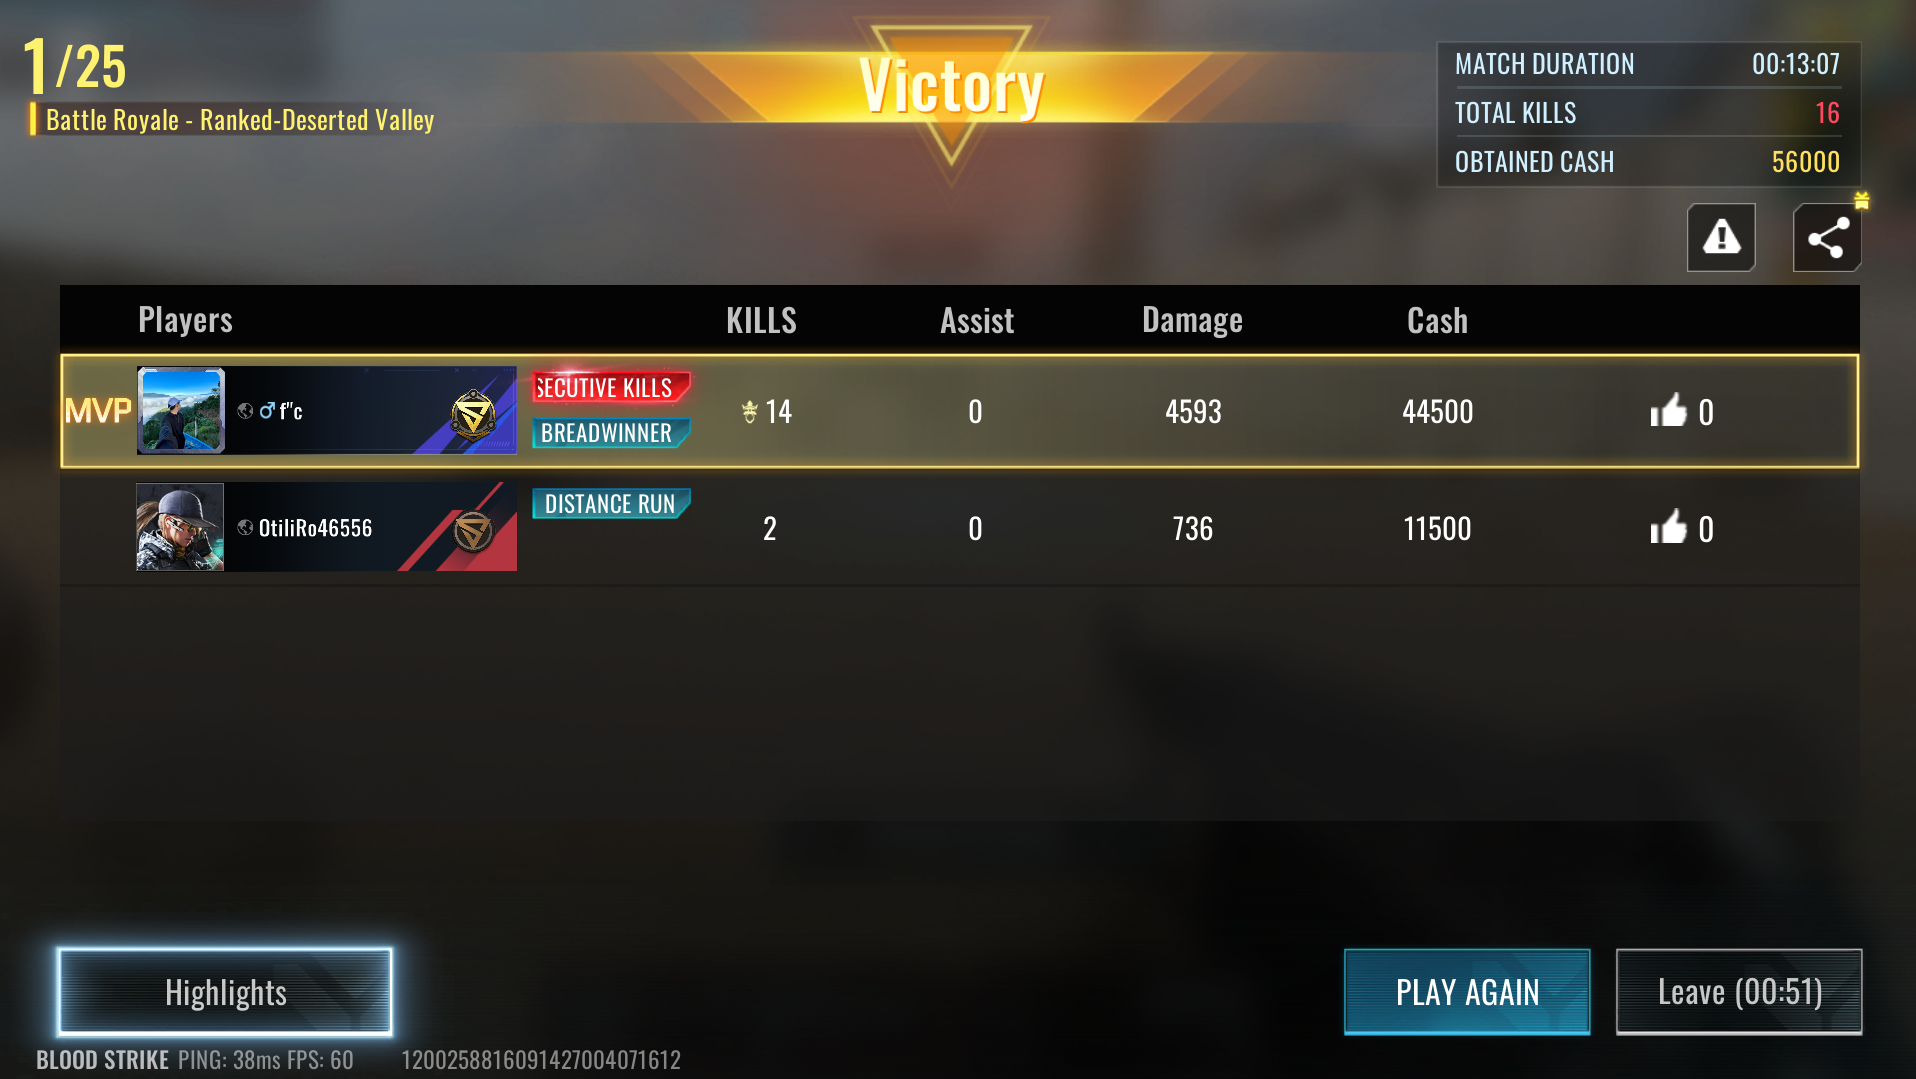 1/25
Battle Royale - Ranked-Deserted Valley
Victory
MATCH DURATION 00:13:07
TOTAL KILLS 16
OBTAINED CASH 56000
Players KILLS Assist Damage Cash
MVP f"c SECUTIVE KILLS BREADWINNER 14 0 4593 44500 0
OtiliRo46556 DISTANCE RUN 2 0 736 11500 0
Highlights
PLAY AGAIN
Leave (00:51)
BLOOD STRIKE PING: 38ms FPS: 60 1200258816091427004071612